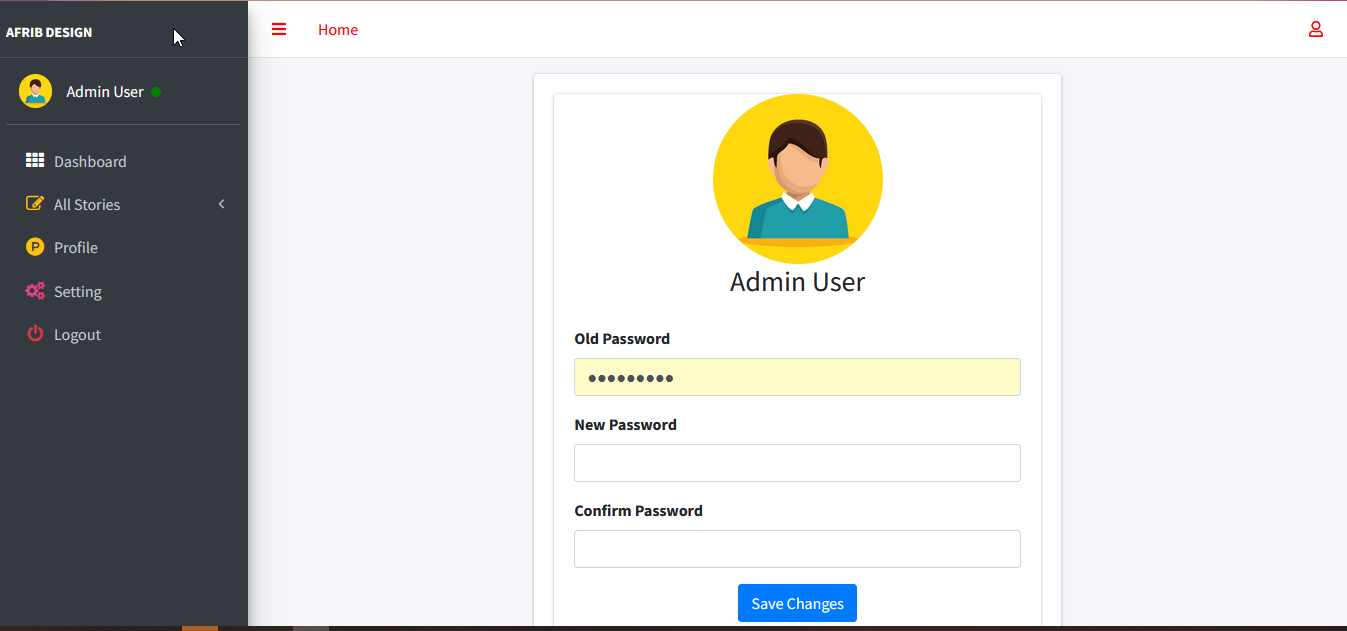 AFRIB DESIGN
Home
Admin User
Dashboard
All Stories
P
Profile
Setting
Logout
Admin User
Old Password
•••••••••
New Password
Confirm Password
Save Changes